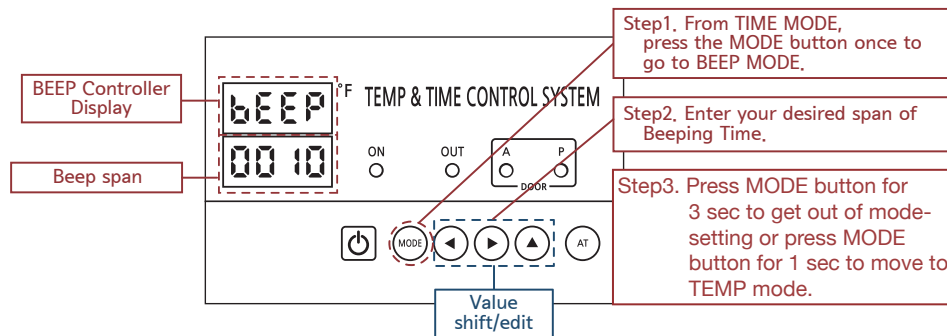 Step1. From TIME MODE,
press the MODE button once to
go to BEEP MODE.
BEEP Controller
Display
bEEP
°F
TEMP & TIME CONTROL SYSTEM
Step2. Enter your desired span of
Beeping Time.
Beep span
0010
ON
OUT
A
P
DOOR
Step3. Press MODE button for
3 sec to get out of mode-
setting or press MODE
button for 1 sec to move to
TEMP mode.
MODE
AT
Value
shift/edit